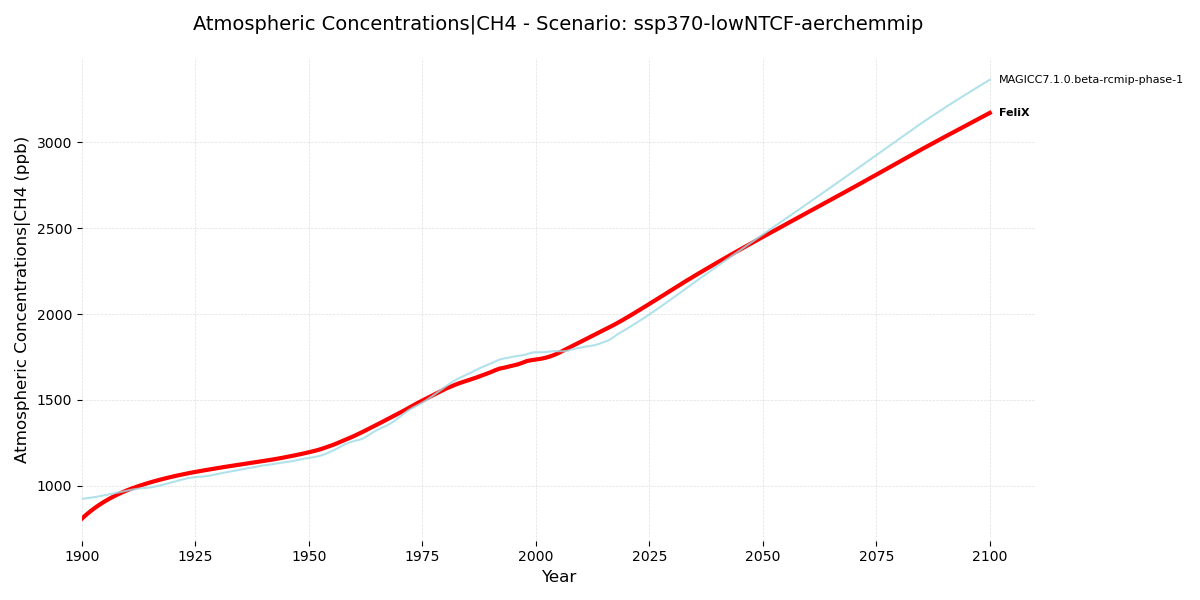 Atmospheric Concentrations|CH4 - Scenario: ssp370-lowNTCF-aerchemmip
MAGICC7.1.0.beta-rcmip-phase-1
FeliX
Atmospheric Concentrations|CH4 (ppb)
3000
2500
2000
1500
1000
1900 1925 1950 1975 2000 2025 2050 2075 2100
Year